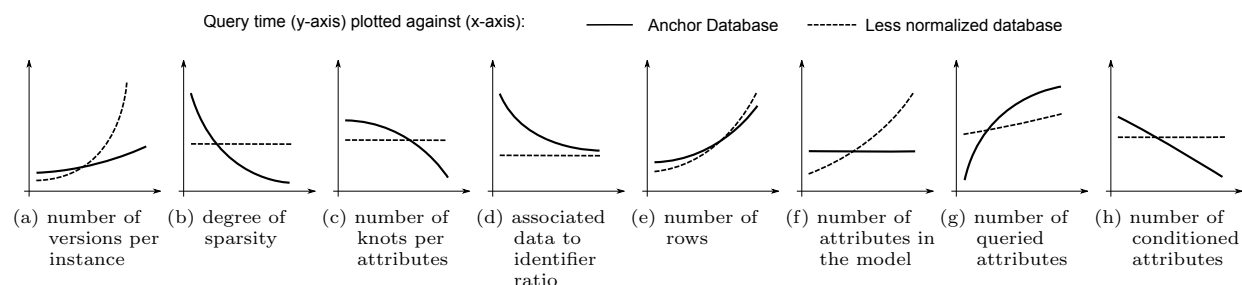 Query time (y-axis) plotted against (x-axis): Anchor Database Less normalized database
(a) number of versions per instance
(b) degree of sparsity
(c) number of knots per attributes
(d) associated data to identifier ratio
(e) number of rows
(f) number of attributes in the model
(g) number of queried attributes
(h) number of conditioned attributes